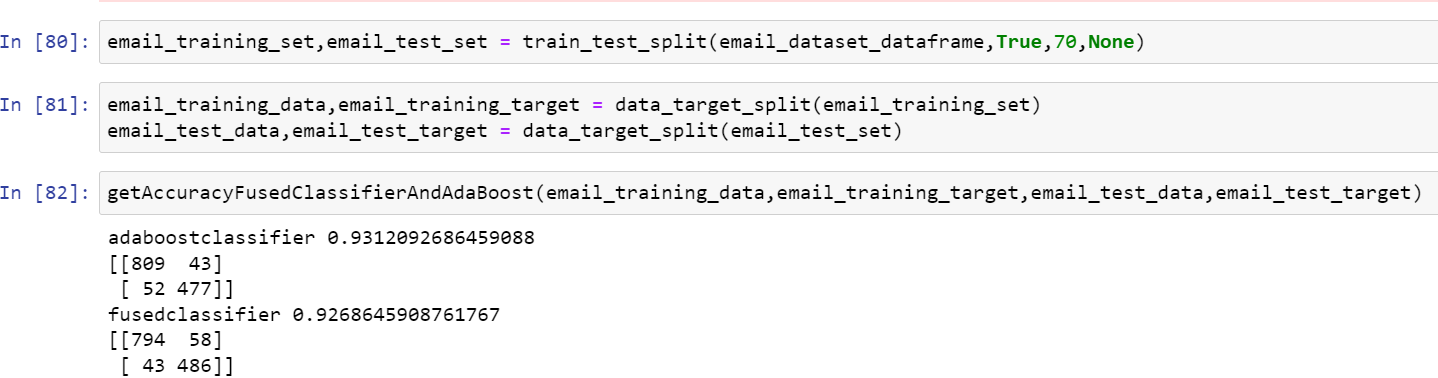 In [80]: email_training_set,email_test_set = train_test_split(email_dataset_dataframe,True,70,None)
In [81]: email_training_data,email_training_target = data_target_split(email_training_set)
email_test_data,email_test_target = data_target_split(email_test_set)
In [82]: getAccuracyFusedClassifierAndAdaBoost(email_training_data,email_training_target,email_test_data,email_test_target)
adaboostclassifier 0.9312092686459088
[[809  43]
 [ 52 477]]
fusedclassifier 0.9268645908761767
[[794  58]
 [ 43 486]]